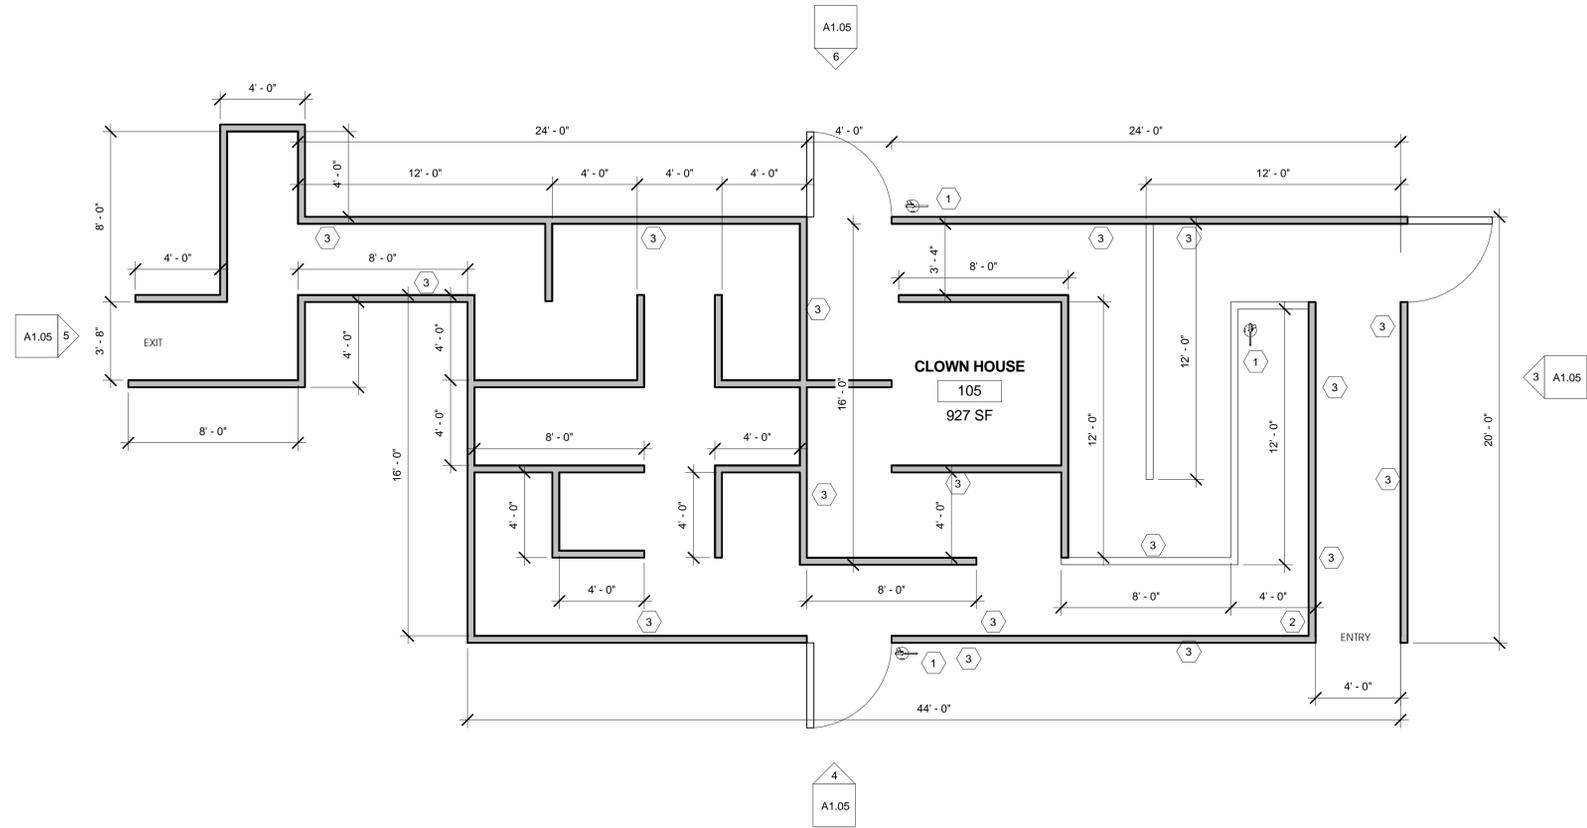 A1.05
6
4' - 0"
24' - 0"
4' - 0"
24' - 0"
4' - 0"
12' - 0"
4' - 0"
4' - 0"
4' - 0"
12' - 0"
1
8' - 0"
3
3
3
3
4' - 0"
8' - 0"
3
3' - 4"
8' - 0"
3
3
A1.05
5
EXIT
3' - 8"
4' - 0"
4' - 0"
12' - 0"
1
CLOWN HOUSE
105
927 SF
3
3
A1.05
16' - 0"
8' - 0"
4' - 0"
8' - 0"
4' - 0"
12' - 0"
12' - 0"
20' - 0"
16' - 0"
3
3
3
4' - 0"
4' - 0"
4' - 0"
3
3
4' - 0"
8' - 0"
8' - 0"
4' - 0"
3
3
2
ENTRY
1
3
3
4' - 0"
44' - 0"
4
A1.05